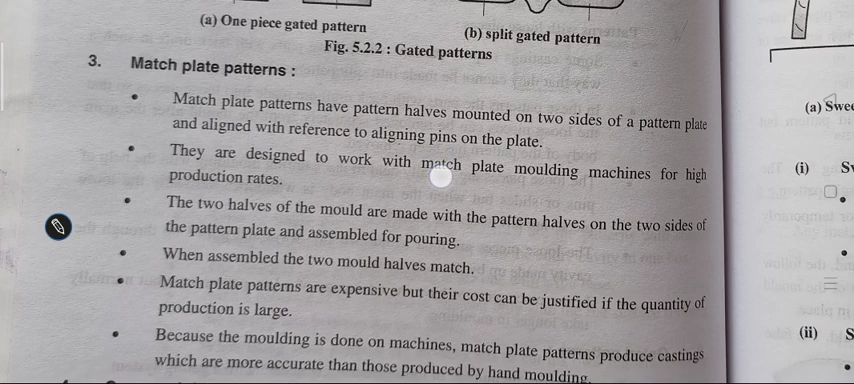 (a) One piece gated pattern
(b) split gated pattern
Fig. 5.2.2 : Gated patterns
3. Match plate patterns :
• Match plate patterns have pattern halves mounted on two sides of a pattern plate
and aligned with reference to aligning pins on the plate.
• They are designed to work with match plate moulding machines for high
production rates.
• The two halves of the mould are made with the pattern halves on the two sides of
the pattern plate and assembled for pouring.
• When assembled the two mould halves match.
• Match plate patterns are expensive but their cost can be justified if the quantity of
production is large.
• Because the moulding is done on machines, match plate patterns produce castings
which are more accurate than those produced by hand moulding.
(a)
(i)
(ii)